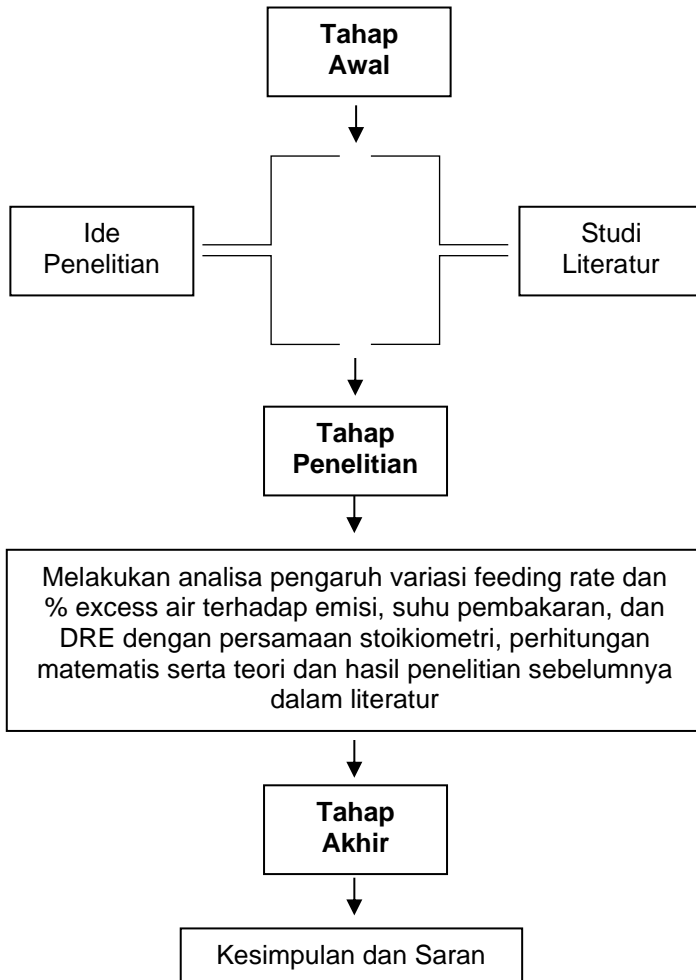 Tahap
Awal
Ide
Penelitian
Studi
Literatur
Tahap
Penelitian
Melakukan analisa pengaruh variasi feeding rate dan
% excess air terhadap emisi, suhu pembakaran, dan
DRE dengan persamaan stoikiometri, perhitungan
matematis serta teori dan hasil penelitian sebelumnya
dalam literatur
Tahap
Akhir
Kesimpulan dan Saran